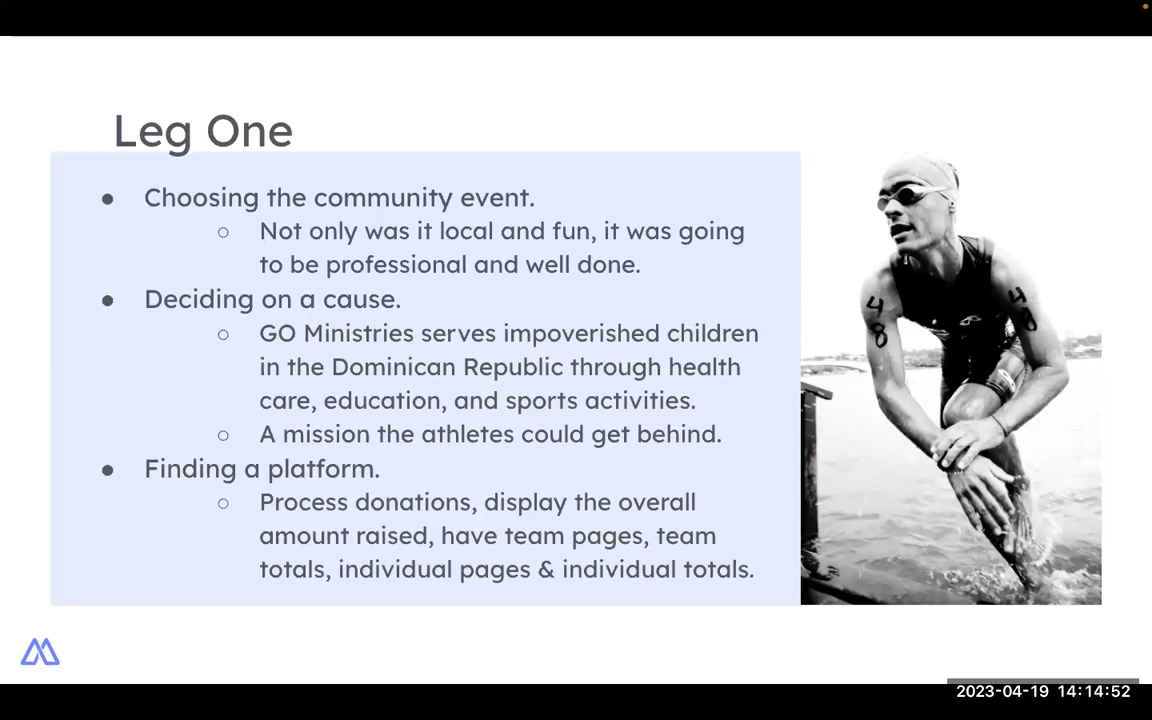 Leg One
● Choosing the community event.
○ Not only was it local and fun, it was going
to be professional and well done.
● Deciding on a cause.
○ GO Ministries serves impoverished children
in the Dominican Republic through health
care, education, and sports activities.
○ A mission the athletes could get behind.
● Finding a platform.
○ Process donations, display the overall
amount raised, have team pages, team
totals, individual pages & individual totals.
48
48
2023-04-19 14:14:52